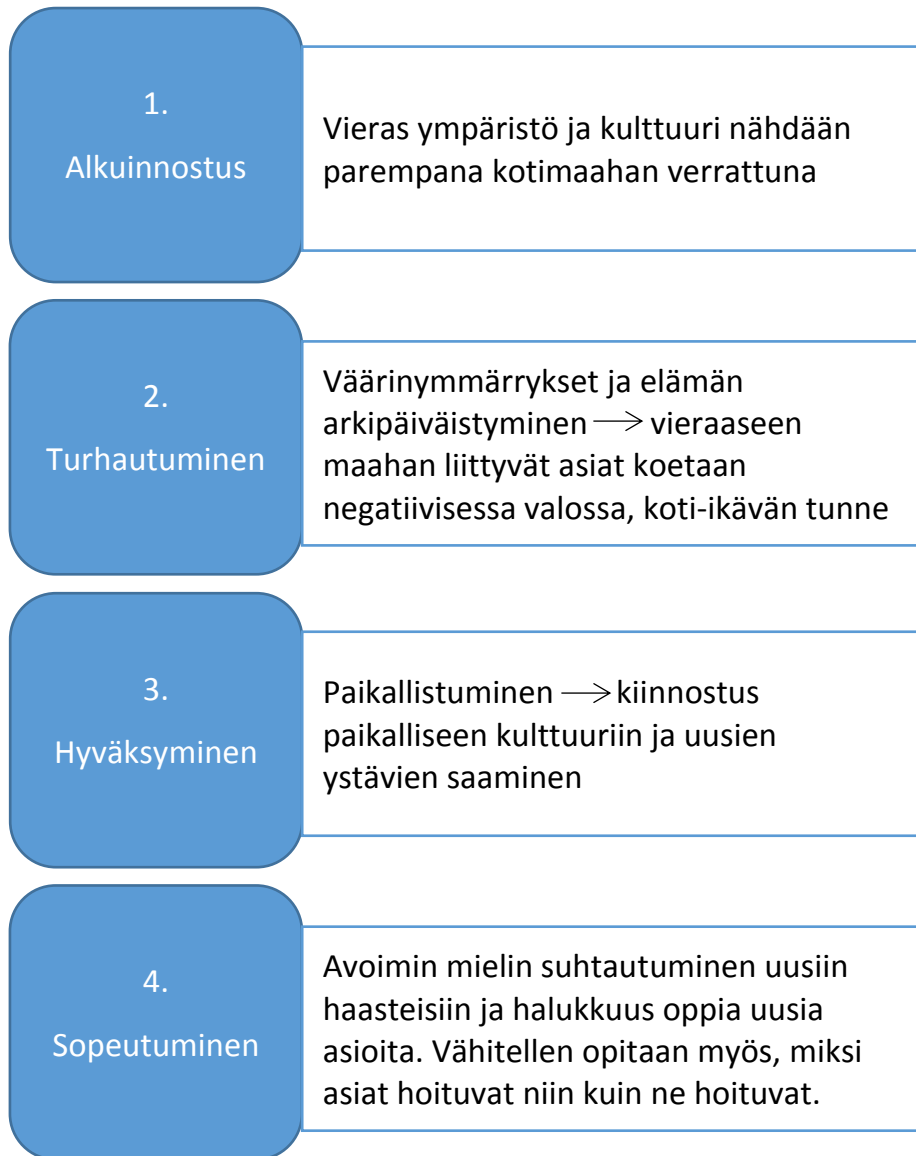 1.
Alkuinnostus
Vieras ympäristö ja kulttuuri nähdään
parempana kotimaahan verrattuna
2.
Turhautuminen
Väärinymmärrykset ja elämän
arkipäiväistyminen → vieraaseen
maahan liittyvät asiat koetaan
negatiivisessa valossa, koti-ikävän tunne
3.
Hyväksyminen
Paikallistuminen → kiinnostus
paikalliseen kulttuuriin ja uusien
ystävien saaminen
4.
Sopeutuminen
Avoimin mielin suhtautuminen uusiin
haasteisiin ja halukkuus oppia uusia
asioita. Vähitellen opitaan myös, miksi
asiat hoituvat niin kuin ne hoituvat.